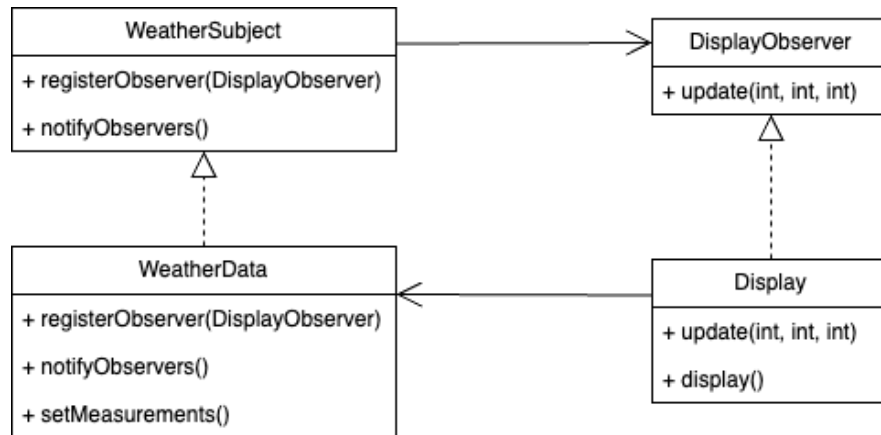 WeatherSubject
+ registerObserver(DisplayObserver)
+ notifyObservers()
DisplayObserver
+ update(int, int, int)
WeatherData
+ registerObserver(DisplayObserver)
+ notifyObservers()
+ setMeasurements()
Display
+ update(int, int, int)
+ display()